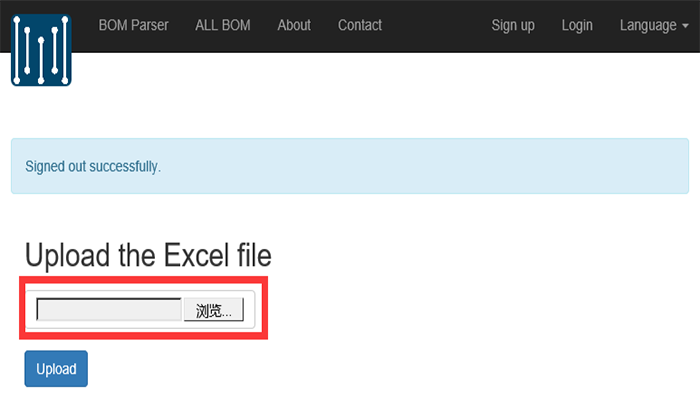 BOM Parser ALL BOM About Contact Sign up Login Language
Signed out successfully.
Upload the Excel file
浏览...
Upload